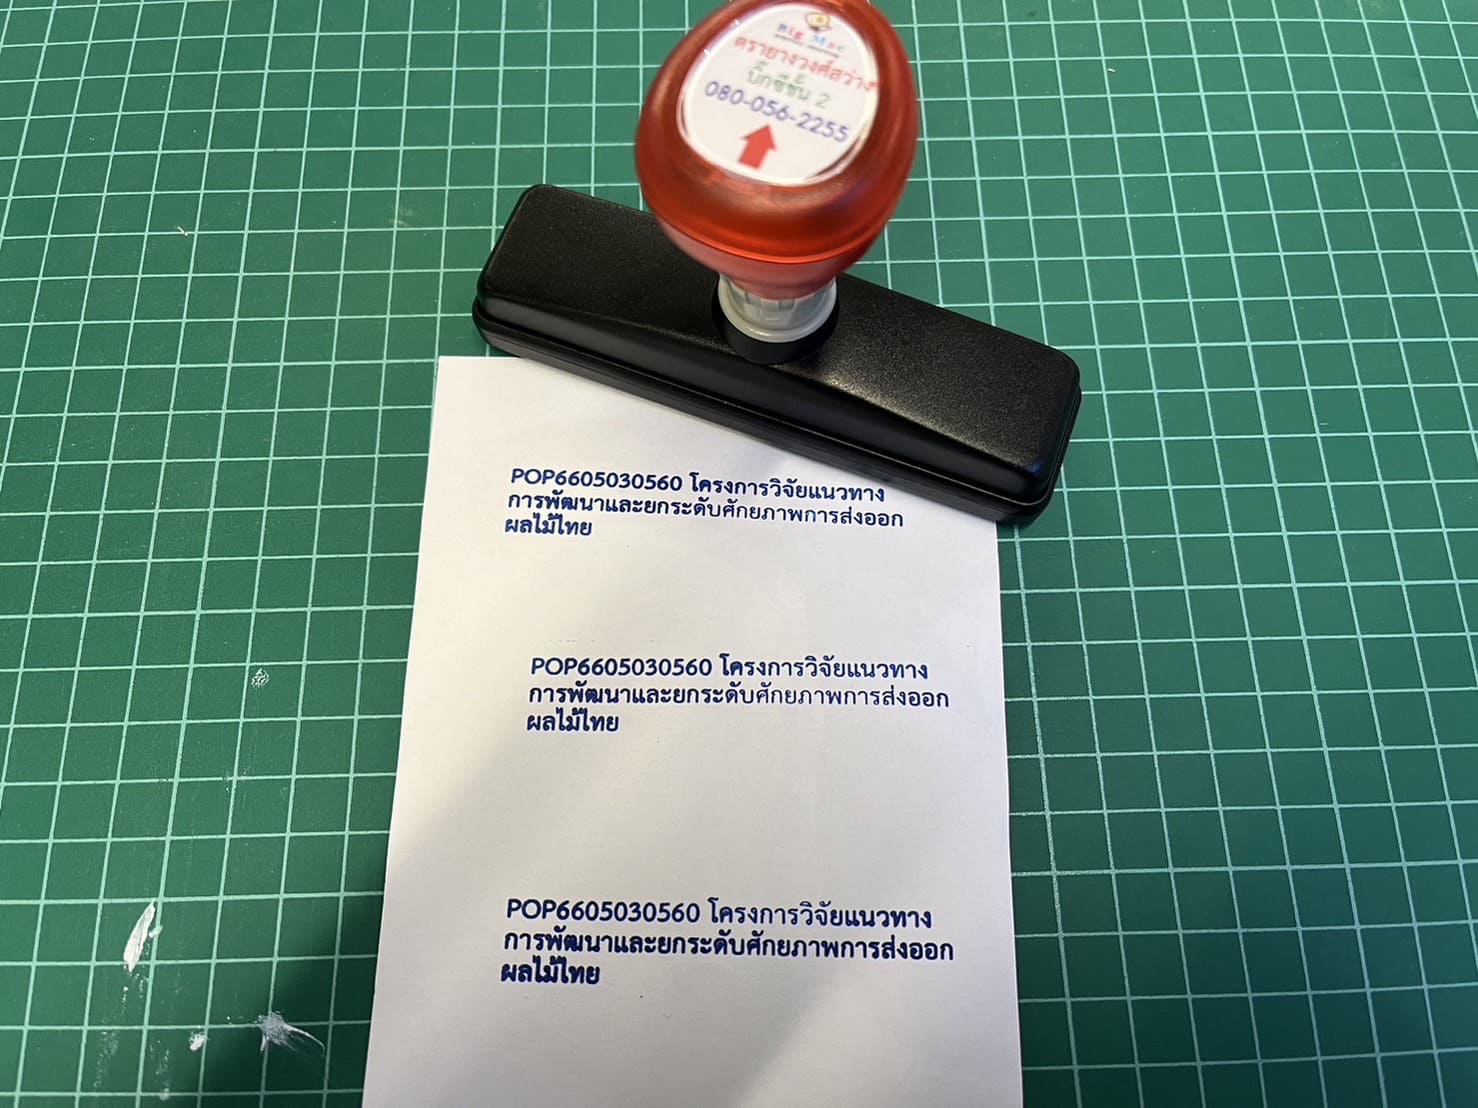 Big Mac
ตรายางวงศ์สว่าง
บิ๊กซีชั้น 2
080-056-2255
POP6605030560 โครงการวิจัยแนวทาง
การพัฒนาและยกระดับศักยภาพการส่งออก
ผลไม้ไทย
POP6605030560 โครงการวิจัยแนวทาง
การพัฒนาและยกระดับศักยภาพการส่งออก
ผลไม้ไทย
POP6605030560 โครงการวิจัยแนวทาง
การพัฒนาและยกระดับศักยภาพการส่งออก
ผลไม้ไทย